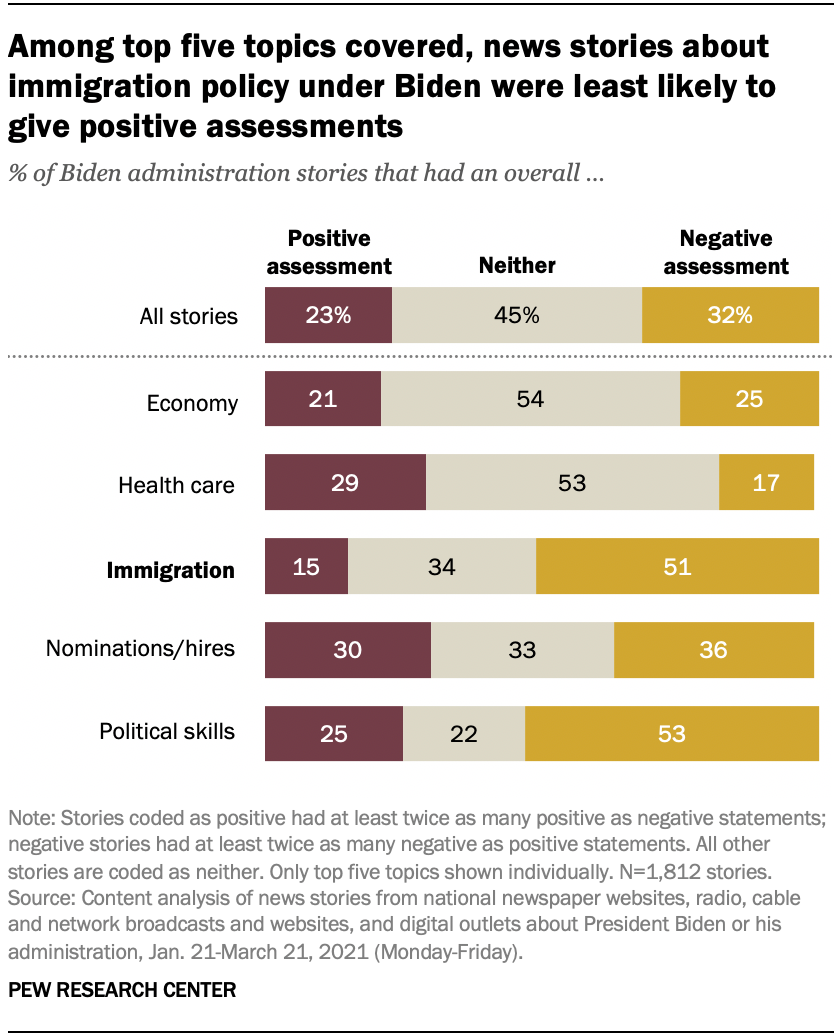 Among top five topics covered, news stories about
immigration policy under Biden were least likely to
give positive assessments
% of Biden administration stories that had an overall ...
Positive
assessment
Neither
Negative
assessment
All stories 23% 45% 32%
Economy 21 54 25
Health care 29 53 17
Immigration 15 34 51
Nominations/hires 30 33 36
Political skills 25 22 53
Note: Stories coded as positive had at least twice as many positive as negative statements;
negative stories had at least twice as many negative as positive statements. All other
stories are coded as neither. Only top five topics shown individually. N=1,812 stories.
Source: Content analysis of news stories from national newspaper websites, radio, cable
and network broadcasts and websites, and digital outlets about President Biden or his
administration, Jan. 21-March 21, 2021 (Monday-Friday).
PEW RESEARCH CENTER